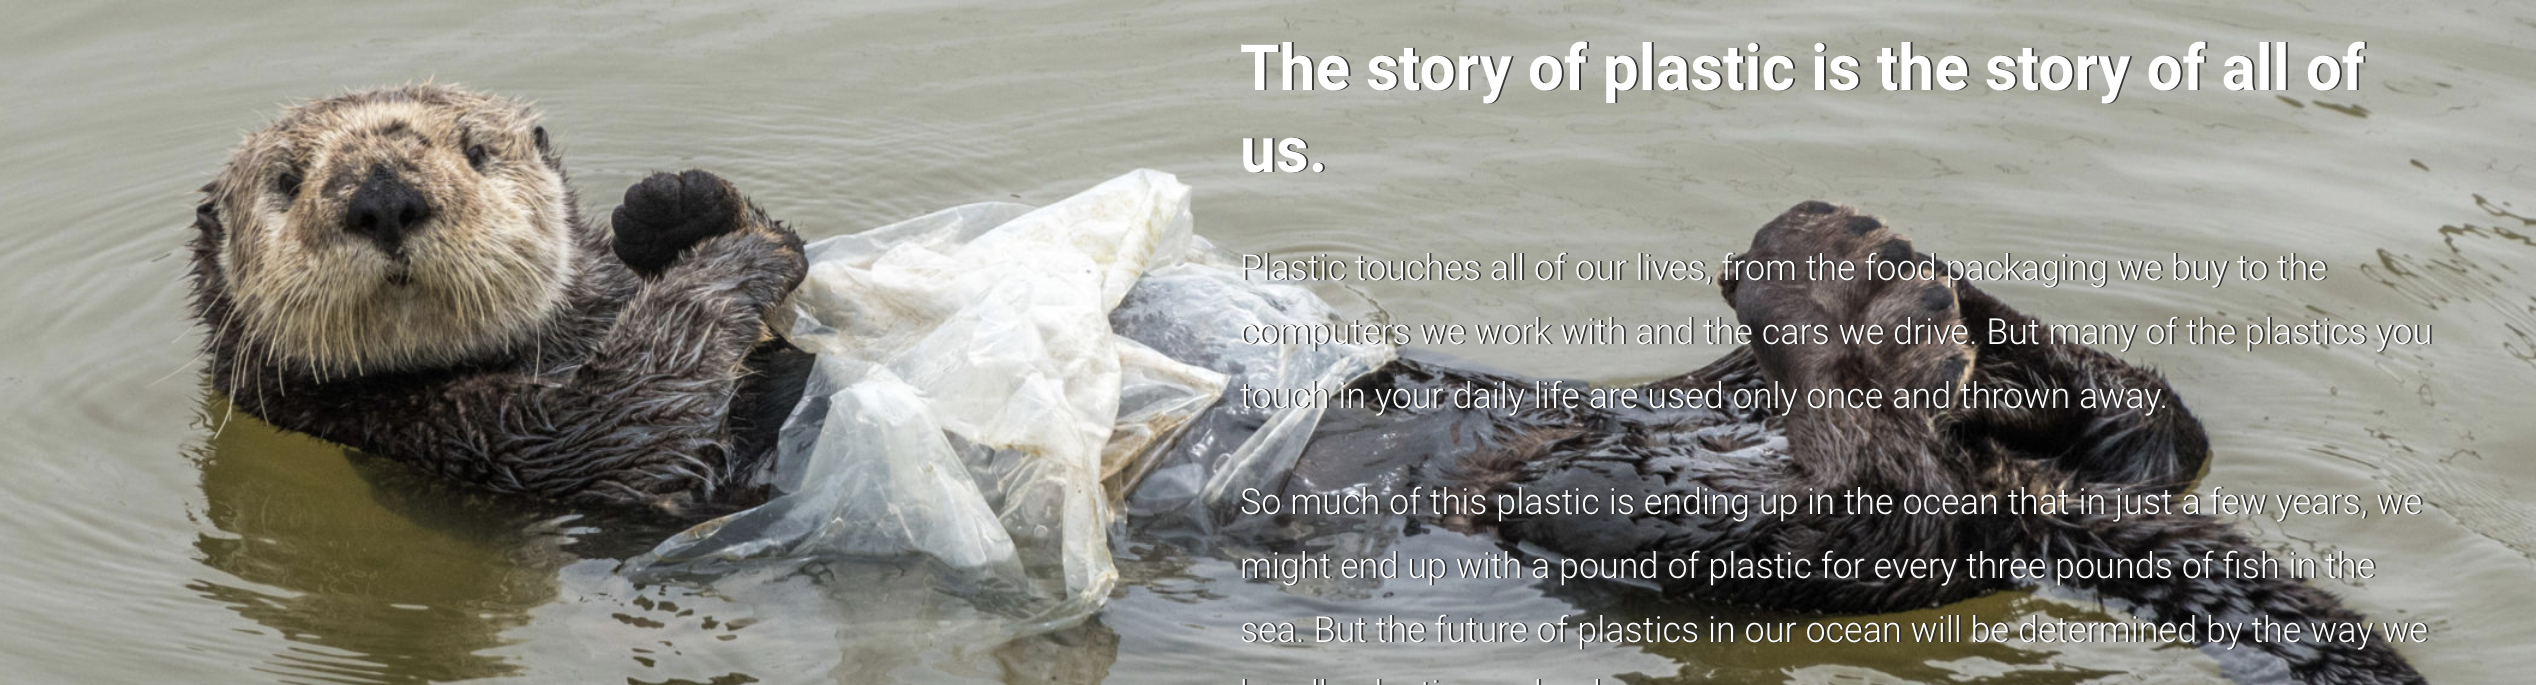 The story of plastic is the story of all of
us.
Plastic touches all of our lives, from the food packaging we buy to the
computers we work with and the cars we drive. But many of the plastics you
touch in your daily life are used only once and thrown away.
So much of this plastic is ending up in the ocean that in just a few years, we
might end up with a pound of plastic for every three pounds of fish in the
sea. But the future of plastics in our ocean will be determined by the way we